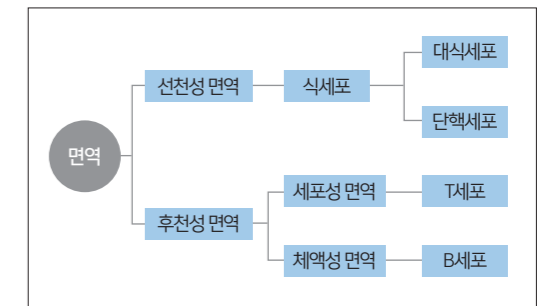 면역
선천성 면역
식세포
대식세포
단핵세포
후천성 면역
세포성 면역
T세포
체액성 면역
B세포